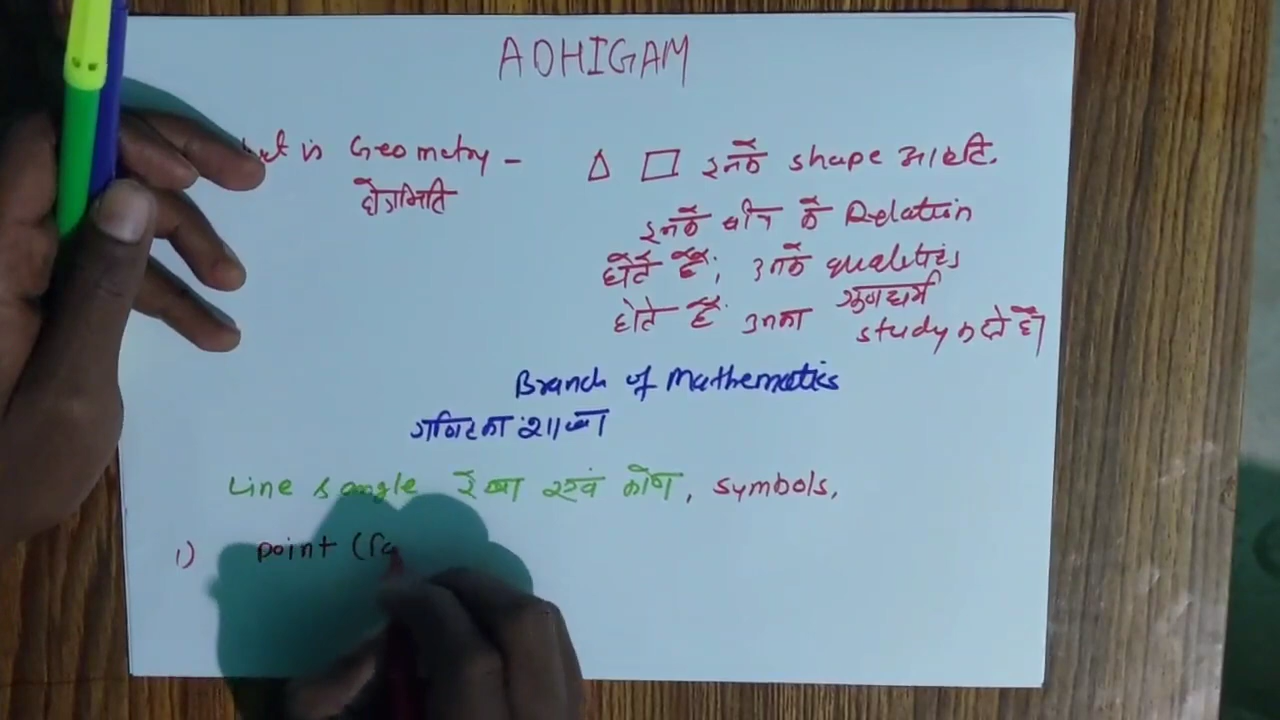 ADHIGAM
is Geometry - △ □ इनके shape आकृति.
इनके बीच के Relation
होते हैं, उनके qualities
गुणधर्म
होते हैं उनका study करते हैं
Branch of Mathematics
गणित का शाखा
Line & angle रेखा एवं कोण, symbols,
1) point (